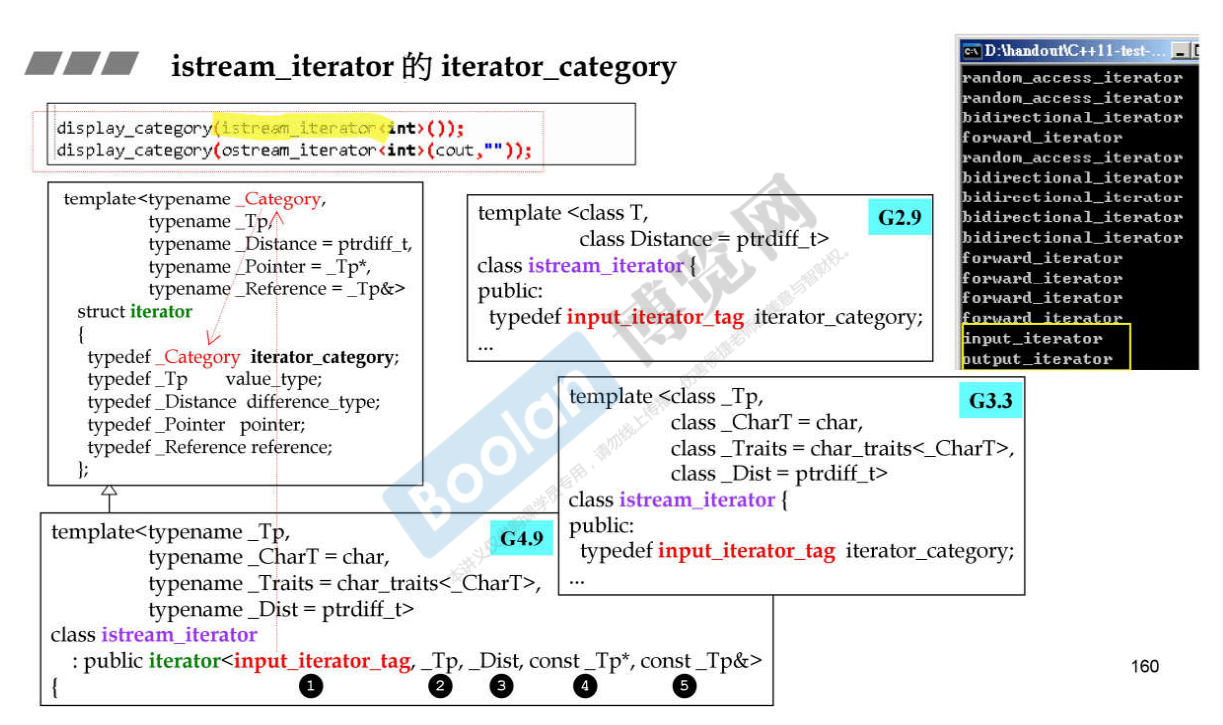 istream_iterator 的 iterator_category
display_category(istream_iterator<int>());
display_category(ostream_iterator<int>(cout,""));
template<typename _Category,
typename _Tp,
typename _Distance = ptrdiff_t,
typename _Pointer = _Tp*,
typename _Reference = _Tp&>
struct iterator
{
typedef _Category iterator_category;
typedef _Tp value_type;
typedef _Distance difference_type;
typedef _Pointer pointer;
typedef _Reference reference;
};
template <class T,
class Distance = ptrdiff_t>
class istream_iterator {
public:
typedef input_iterator_tag iterator_category;
...
G2.9
template <class _Tp,
class _CharT = char,
class _Traits = char_traits<_CharT>,
class _Dist = ptrdiff_t>
class istream_iterator {
public:
typedef input_iterator_tag iterator_category;
...
G3.3
template<typename _Tp,
typename _CharT = char,
typename _Traits = char_traits<_CharT>,
typename _Dist = ptrdiff_t>
class istream_iterator
: public iterator<input_iterator_tag, _Tp, _Dist, const _Tp*, const _Tp&>
{
1 2 3 4 5
G4.9
D:\handout\C++11-test-...
random_access_iterator
random_access_iterator
bidirectional_iterator
forward_iterator
random_access_iterator
bidirectional_iterator
bidirectional_iterator
bidirectional_iterator
bidirectional_iterator
forward_iterator
forward_iterator
forward_iterator
forward_iterator
input_iterator
output_iterator
Boolan 博览网
160